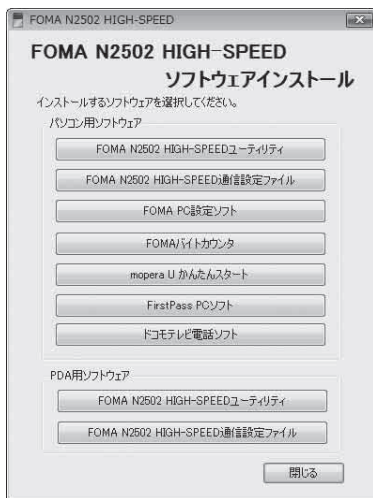 FOMA N2502 HIGH-SPEED
FOMA N2502 HIGH-SPEED
ソフトウェアインストール
インストールするソフトウェアを選択してください。
パソコン用ソフトウェア
FOMA N2502 HIGH-SPEEDユーティリティ
FOMA N2502 HIGH-SPEED通信設定ファイル
FOMA PC設定ソフト
FOMAバイトカウンタ
mopera U かんたんスタート
FirstPass PCソフト
ドコモテレビ電話ソフト
PDA用ソフトウェア
FOMA N2502 HIGH-SPEEDユーティリティ
FOMA N2502 HIGH-SPEED通信設定ファイル
閉じる